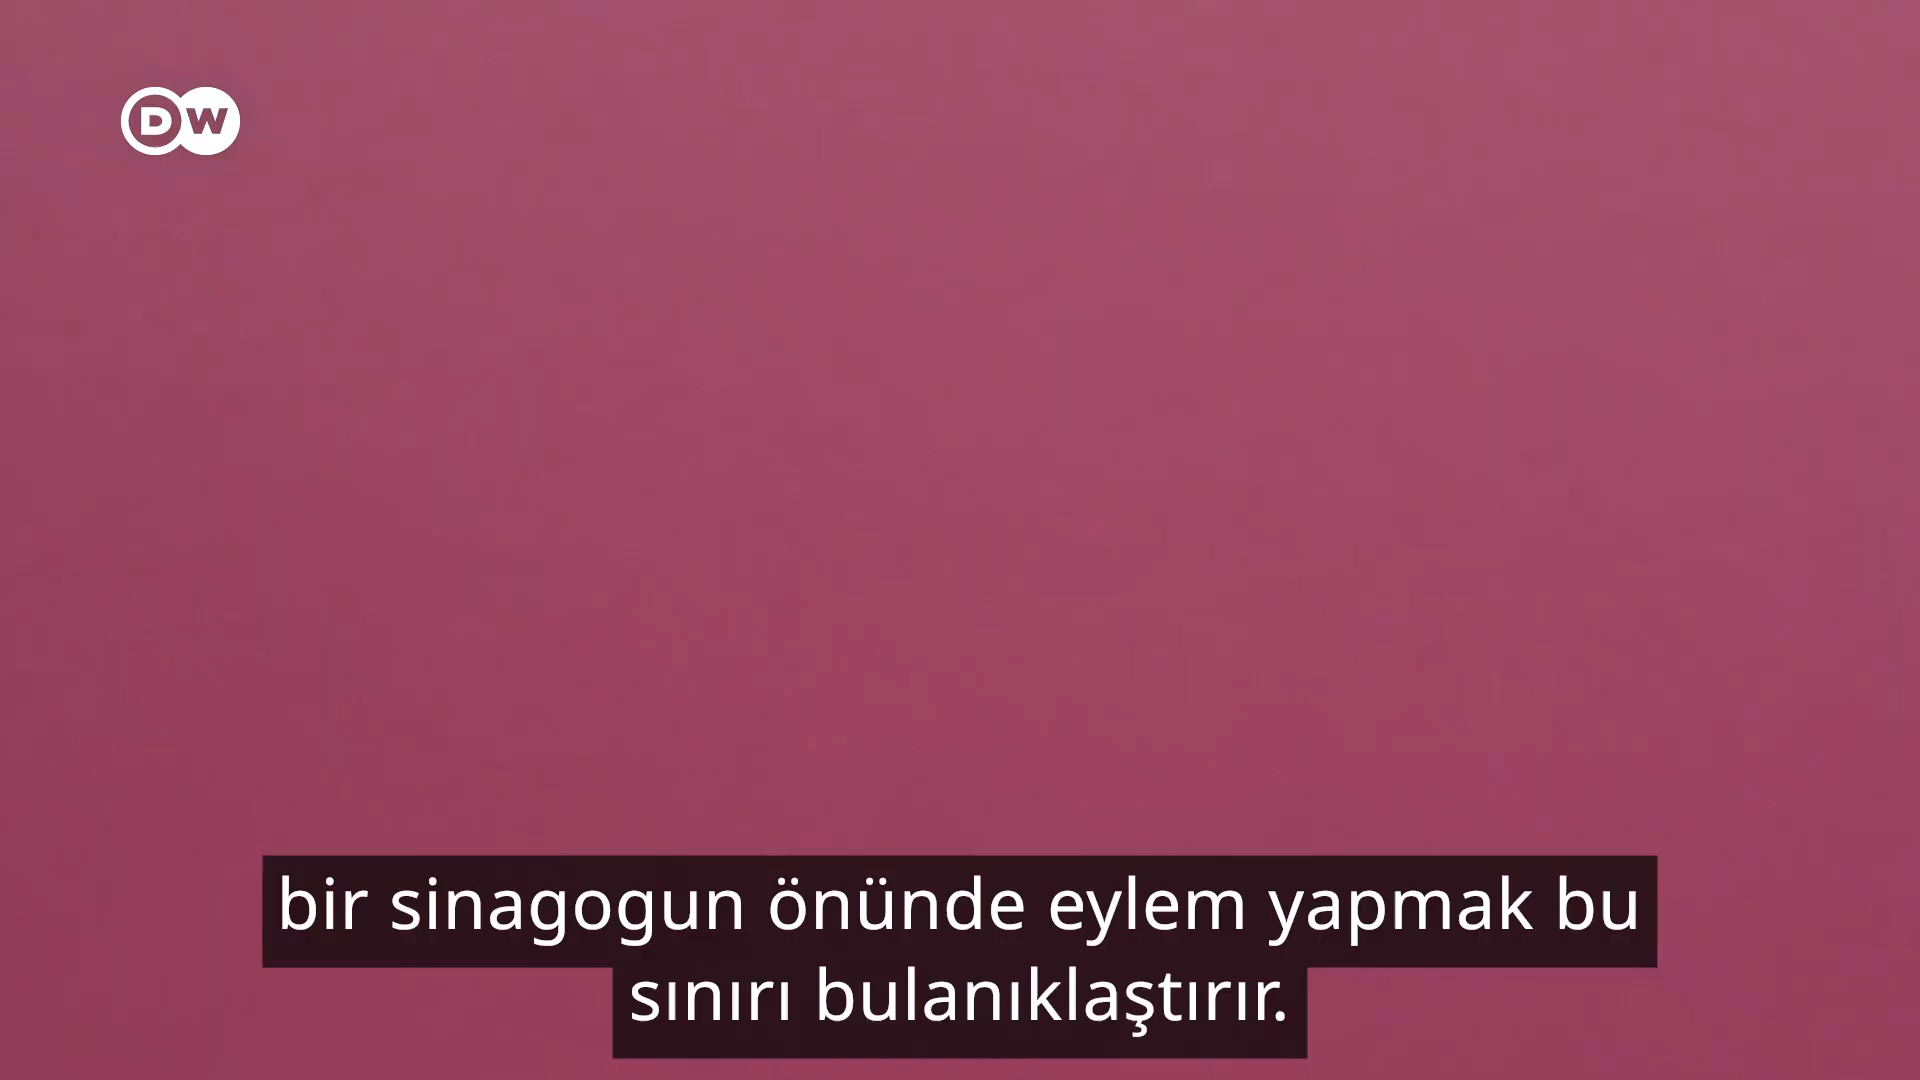 DW
bir sinagogun önünde eylem yapmak bu
sınırı bulanıklaştırır.